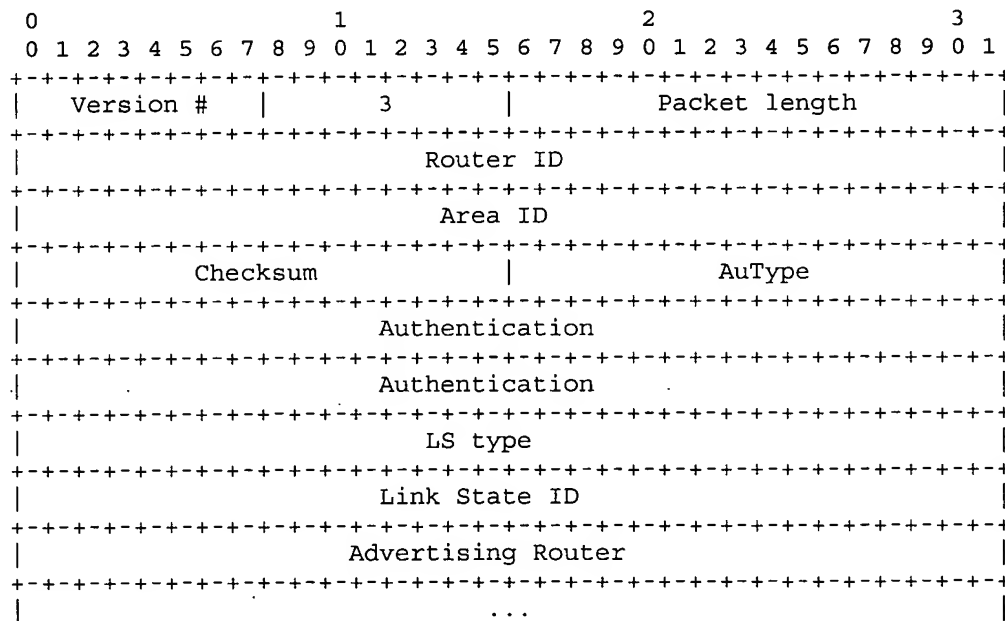 0                   1                   2                   3
0 1 2 3 4 5 6 7 8 9 0 1 2 3 4 5 6 7 8 9 0 1 2 3 4 5 6 7 8 9 0 1
+-+-+-+-+-+-+-+-+-+-+-+-+-+-+-+-+-+-+-+-+-+-+-+-+-+-+-+-+-+-+-+-+
| Version # | 3 | Packet length |
+-+-+-+-+-+-+-+-+-+-+-+-+-+-+-+-+-+-+-+-+-+-+-+-+-+-+-+-+-+-+-+-+
| Router ID |
+-+-+-+-+-+-+-+-+-+-+-+-+-+-+-+-+-+-+-+-+-+-+-+-+-+-+-+-+-+-+-+-+
| Area ID |
+-+-+-+-+-+-+-+-+-+-+-+-+-+-+-+-+-+-+-+-+-+-+-+-+-+-+-+-+-+-+-+-+
| Checksum | AuType |
+-+-+-+-+-+-+-+-+-+-+-+-+-+-+-+-+-+-+-+-+-+-+-+-+-+-+-+-+-+-+-+-+
| Authentication |
+-+-+-+-+-+-+-+-+-+-+-+-+-+-+-+-+-+-+-+-+-+-+-+-+-+-+-+-+-+-+-+-+
| Authentication |
+-+-+-+-+-+-+-+-+-+-+-+-+-+-+-+-+-+-+-+-+-+-+-+-+-+-+-+-+-+-+-+-+
| LS type |
+-+-+-+-+-+-+-+-+-+-+-+-+-+-+-+-+-+-+-+-+-+-+-+-+-+-+-+-+-+-+-+-+
| Link State ID |
+-+-+-+-+-+-+-+-+-+-+-+-+-+-+-+-+-+-+-+-+-+-+-+-+-+-+-+-+-+-+-+-+
| Advertising Router |
+-+-+-+-+-+-+-+-+-+-+-+-+-+-+-+-+-+-+-+-+-+-+-+-+-+-+-+-+-+-+-+-+
| ... |